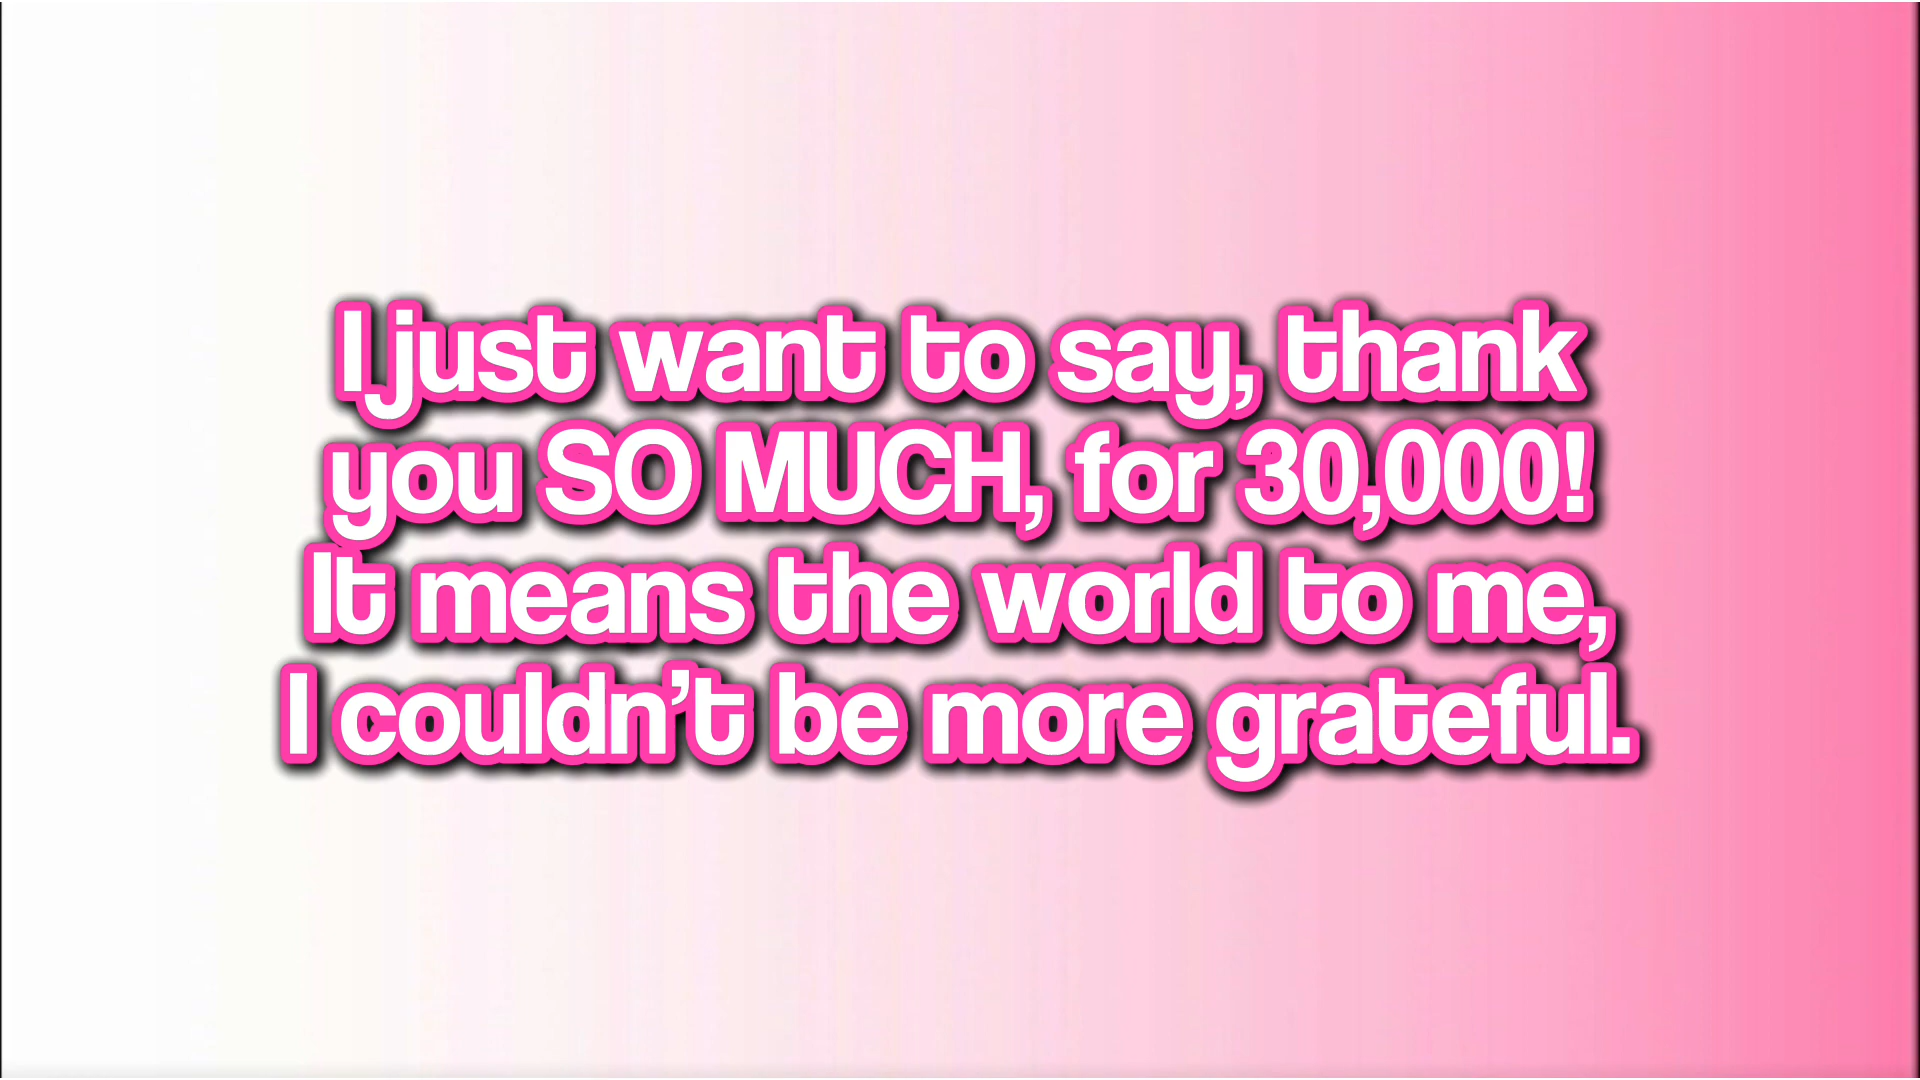 I just want to say, thank
you SO MUCH, for 30,000!
It means the world to me,
I couldn't be more grateful.